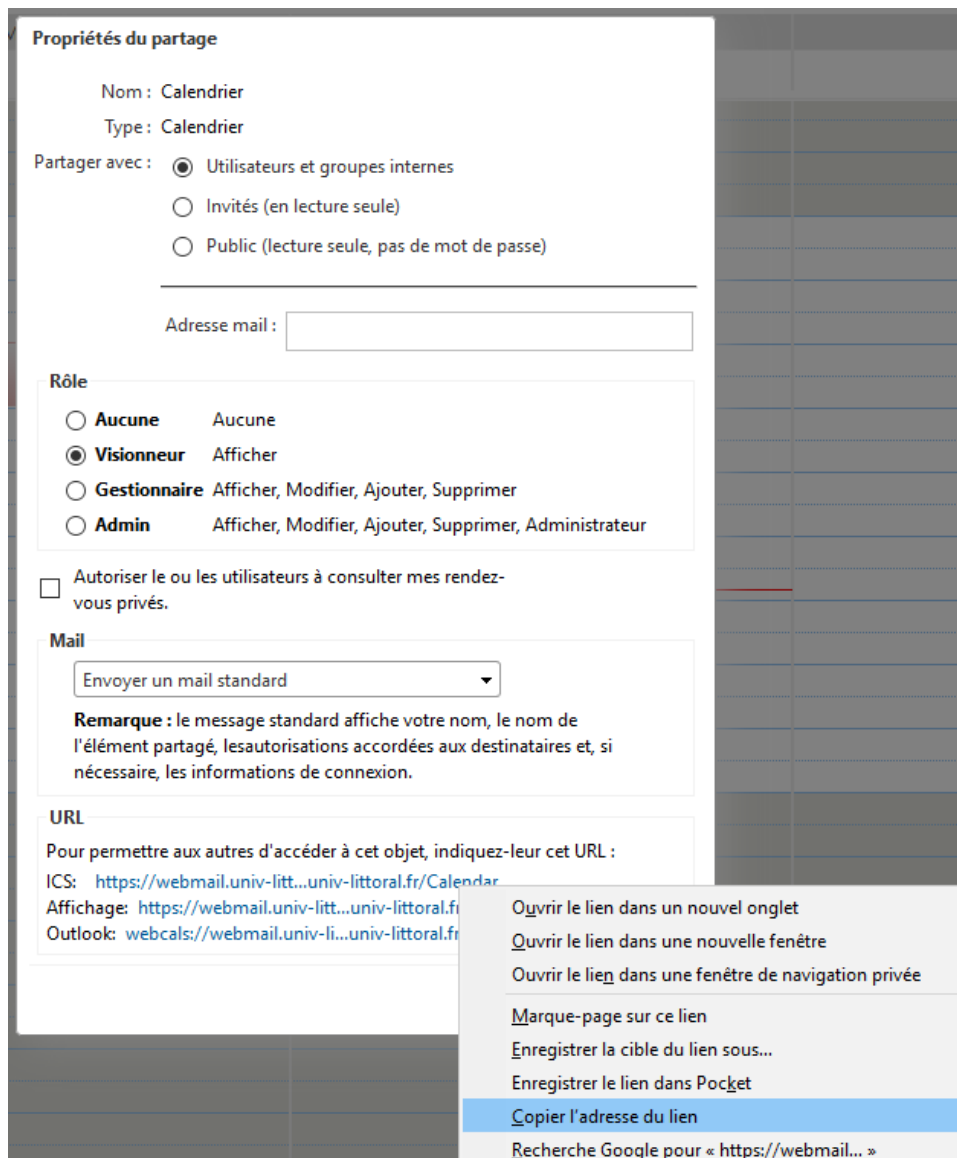 Propriétés du partage
Nom : Calendrier
Type : Calendrier
Partager avec :
Utilisateurs et groupes internes
Invités (en lecture seule)
Public (lecture seule, pas de mot de passe)
Adresse mail :
Rôle
Aucune Aucune
Visionneur Afficher
Gestionnaire Afficher, Modifier, Ajouter, Supprimer
Admin Afficher, Modifier, Ajouter, Supprimer, Administrateur
Autoriser le ou les utilisateurs à consulter mes rendez-
vous privés.
Mail
Envoyer un mail standard
Remarque : le message standard affiche votre nom, le nom de
l'élément partagé, lesautorisations accordées aux destinataires et, si
nécessaire, les informations de connexion.
URL
Pour permettre aux autres d'accéder à cet objet, indiquez-leur cet URL :
ICS: https://webmail.univ-litt...univ-littoral.fr/Calendar
Affichage: https://webmail.univ-litt...univ-littoral.f
Outlook: webcals://webmail.univ-li...univ-littoral.fr
Ouvrir le lien dans un nouvel onglet
Ouvrir le lien dans une nouvelle fenêtre
Ouvrir le lien dans une fenêtre de navigation privée
Marque-page sur ce lien
Enregistrer la cible du lien sous...
Enregistrer le lien dans Pocket
Copier l'adresse du lien
Recherche Google pour « https://webmail... »